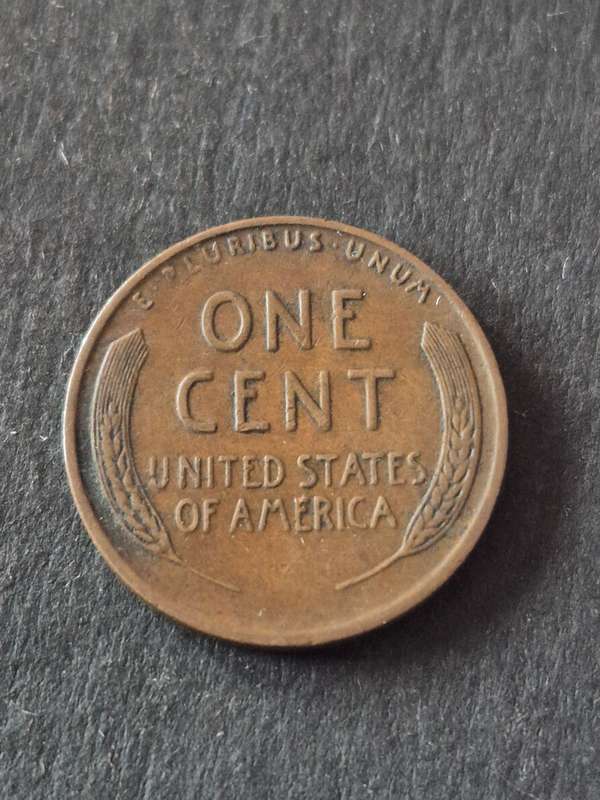 E·PLURIBUS·UNUM
ONE
CENT
UNITED STATES
OF AMERICA